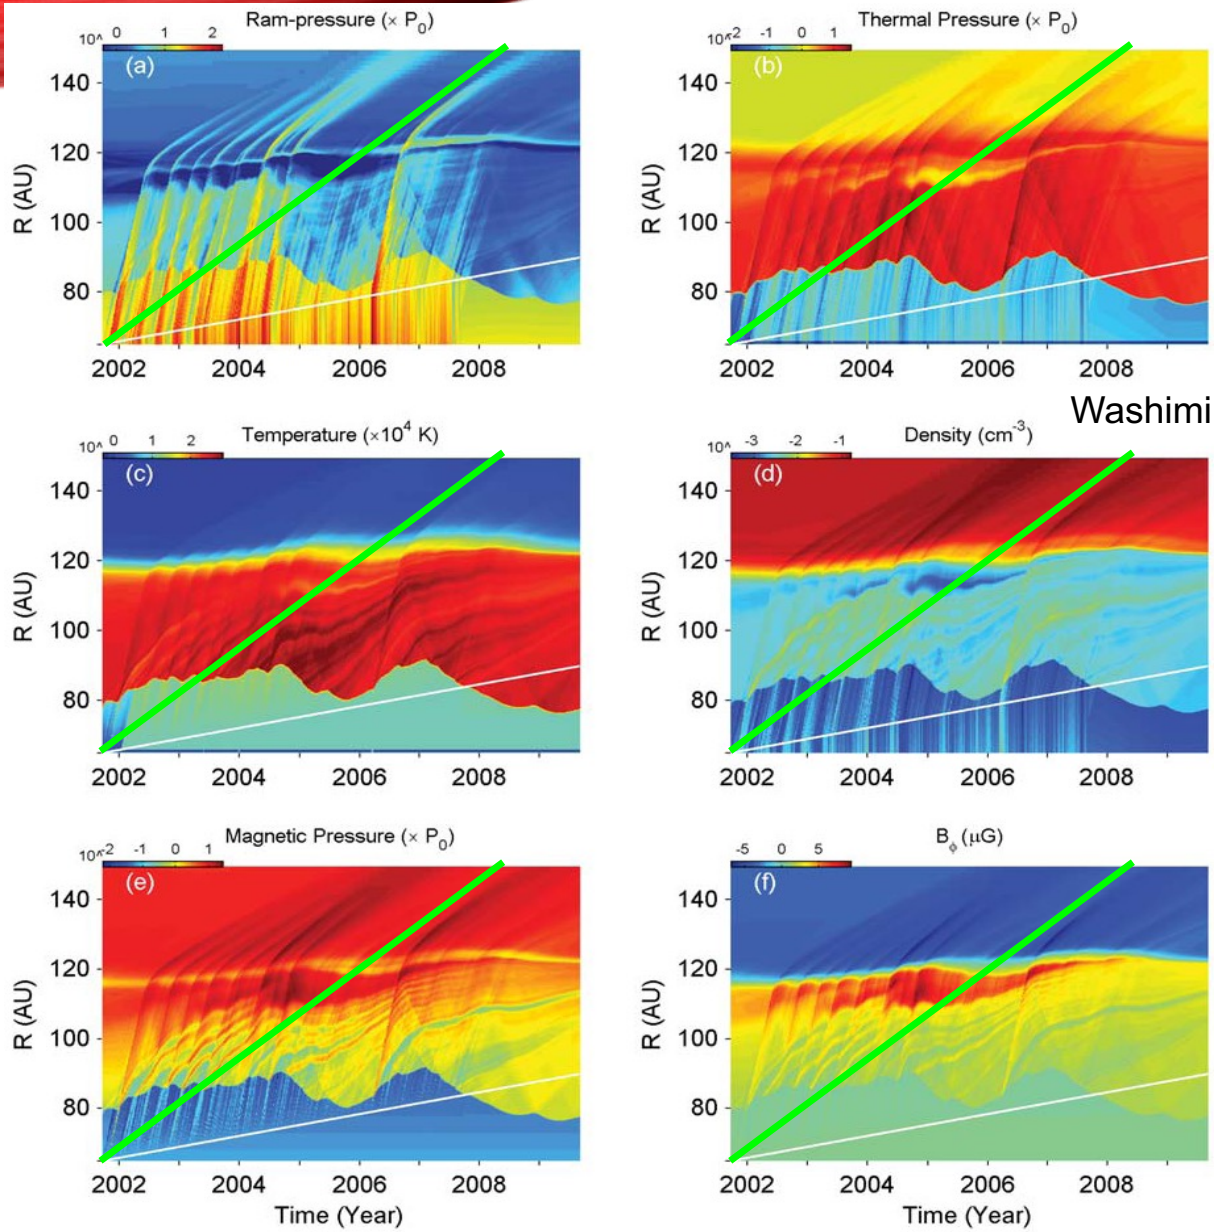 Ram-pressure (× P₀)
10^ 0 1 2
(a)
R (AU)
140
120
100
80
2002 2004 2006 2008
Thermal Pressure (× P₀)
10^-2 -1 0 1
(b)
R (AU)
140
120
100
80
2002 2004 2006 2008
Washimi
Temperature (×10⁴ K)
10^ 0 1 2
(c)
R (AU)
140
120
100
80
2002 2004 2006 2008
Density (cm⁻³)
10^ -3 -2 -1
(d)
R (AU)
140
120
100
80
2002 2004 2006 2008
Magnetic Pressure (× P₀)
10^-2 -1 0 1
(e)
R (AU)
140
120
100
80
2002 2004 2006 2008
Time (Year)
B_ϕ (μG)
-5 0 5
(f)
R (AU)
140
120
100
80
2002 2004 2006 2008
Time (Year)